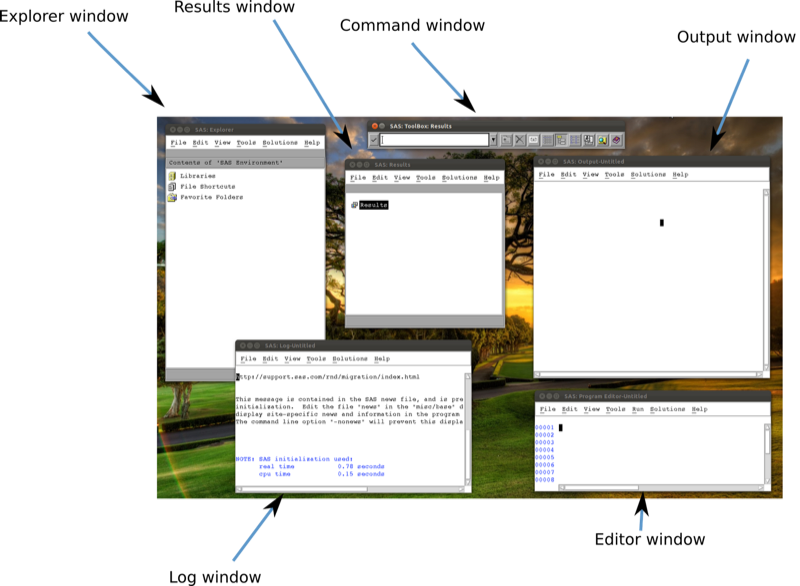 Explorer window
Results window
Command window
Output window
SAS: Explorer
File Edit View Tools Solutions Help
Contents of 'SAS Environment'
Libraries
File Shortcuts
Favorite Folders
SAS: ToolBox: Results
SAS: Results
File Edit View Tools Solutions Help
Results
SAS: Output-Untitled
File Edit View Tools Solutions Help
SAS: Log-Untitled
File Edit View Tools Solutions Help
http://support.sas.com/rnd/migration/index.html
This message is contained in the SAS news file, and is pre
initialization. Edit the file 'news' in the 'misc/base' d
display site-specific news and information in the program
The command line option '-nonews' will prevent this displa
NOTE: SAS initialization used:
real time 0.78 seconds
cpu time 0.15 seconds
SAS: Program Editor-Untitled
File Edit View Tools Run Solutions Help
00001
00002
00003
00004
00005
00006
00007
00008
Editor window
Log window